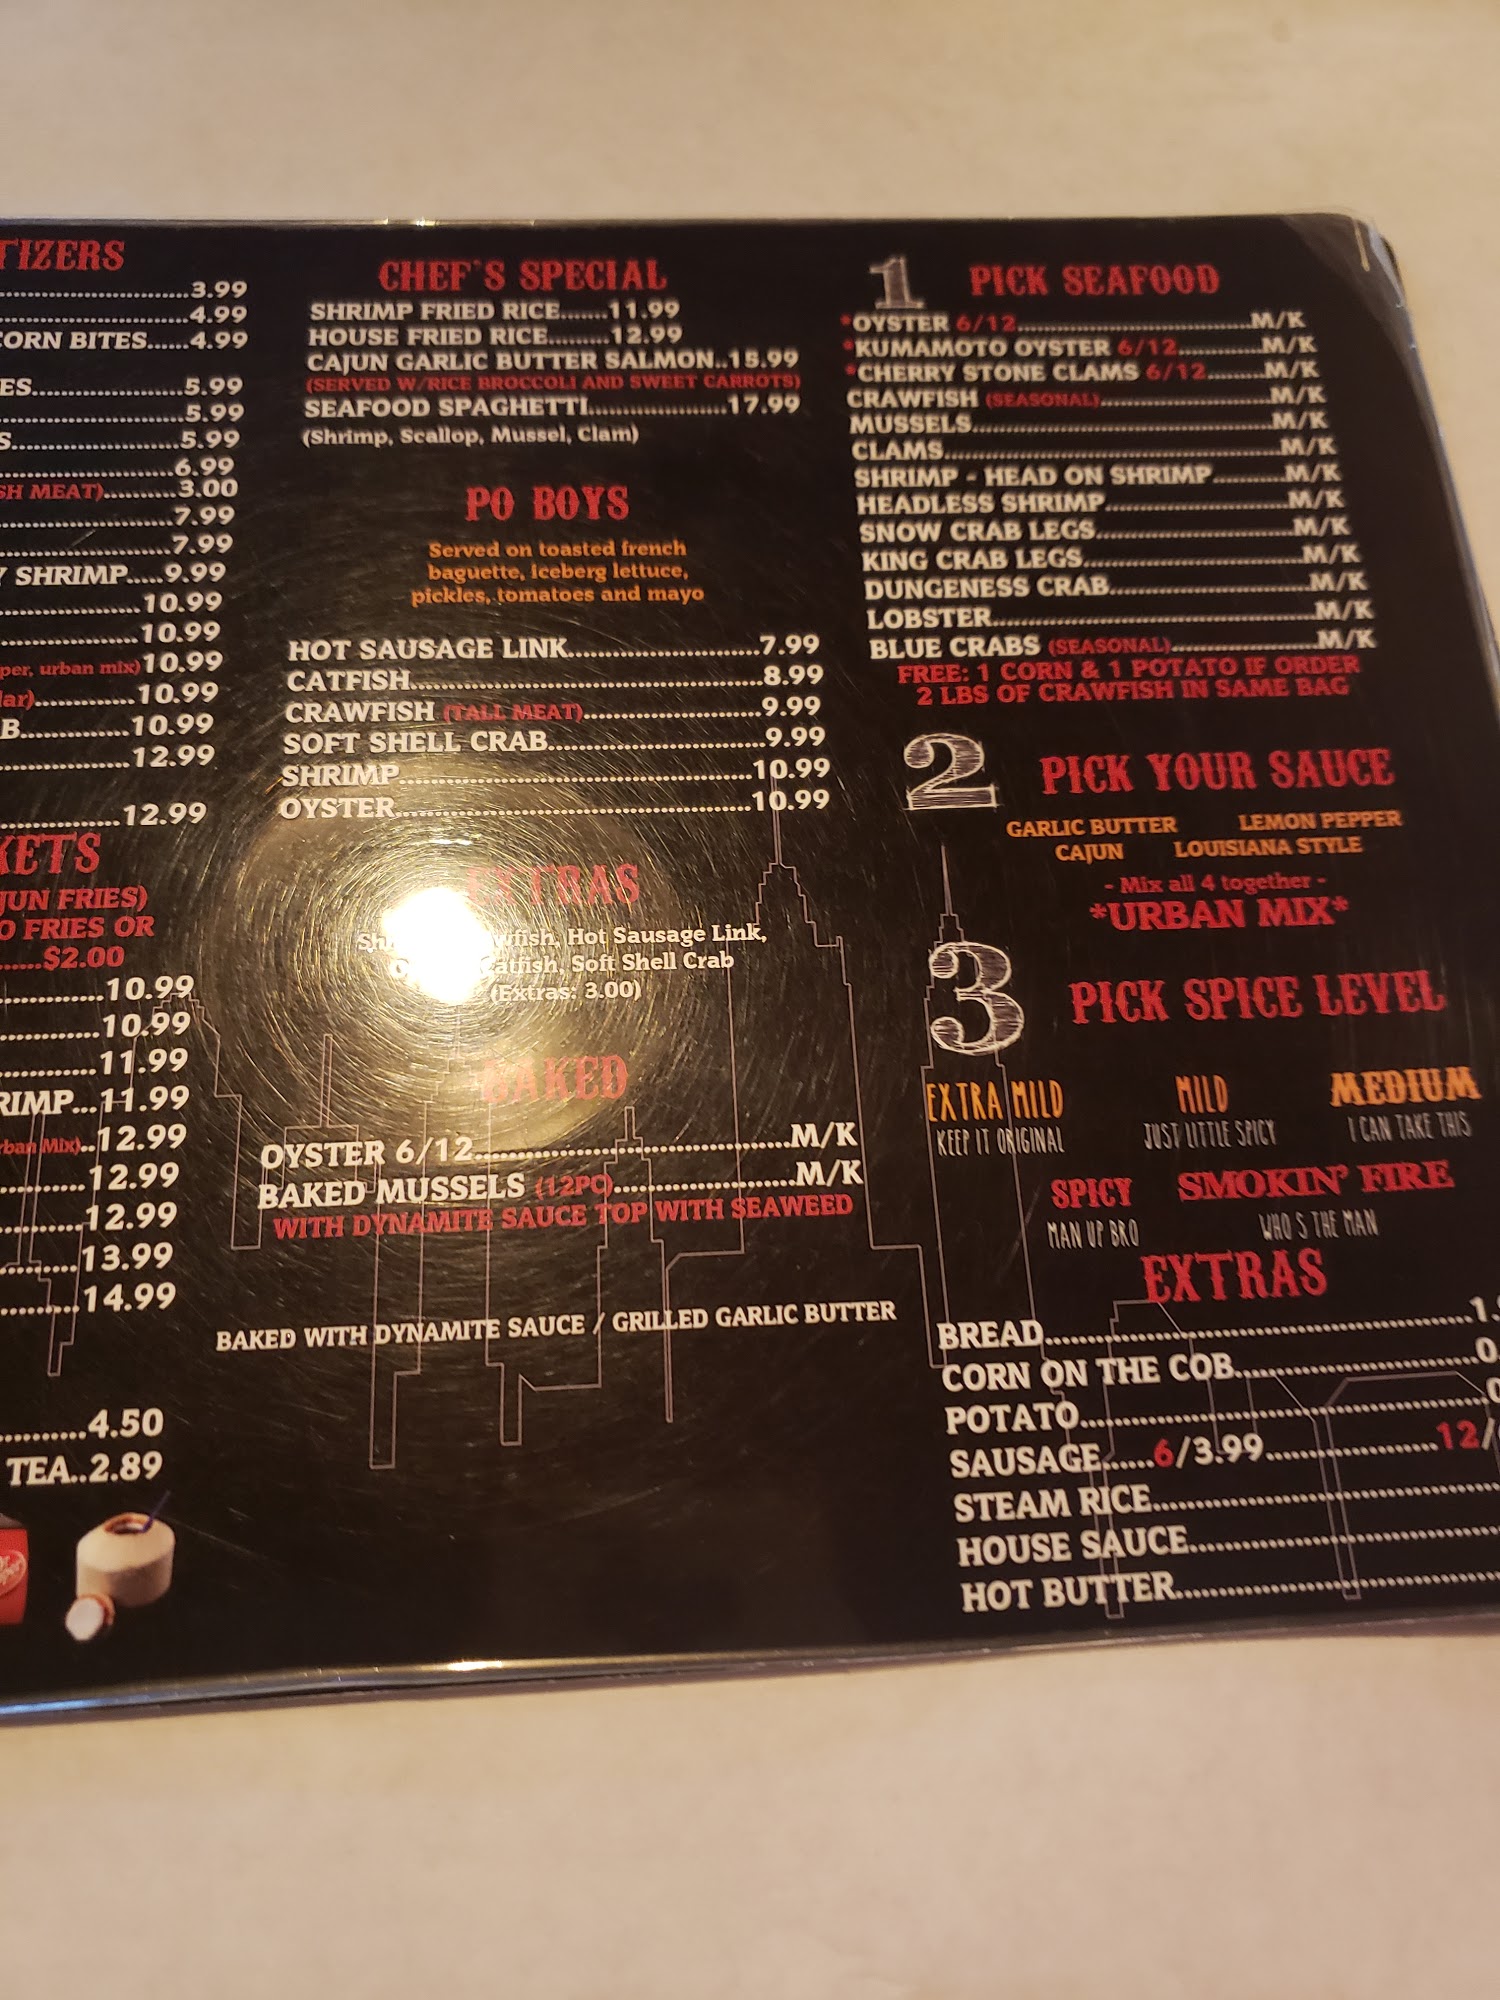 TIZERS
3.99
4.99
CORN BITES......4.99
ES....................5.99
5.99
S......................5.99
6.99
SH MEAT)..........3.00
7.99
7.99
Y SHRIMP.....9.99
10.99
10.99
per, urban mix)10.99
lar)..............10.99
B..............10.99
12.99
12.99
KETS
JUN FRIES)
O FRIES OR
.......$2.00
10.99
10.99
11.99
RIMP...11.99
rban Mix)..12.99
12.99
12.99
13.99
14.99
4.50
TEA..2.89
CHEF'S SPECIAL
SHRIMP FRIED RICE.......11.99
HOUSE FRIED RICE.........12.99
CAJUN GARLIC BUTTER SALMON..15.99
(SERVED W/RICE BROCCOLI AND SWEET CARROTS)
SEAFOOD SPAGHETTI.....................17.99
(Shrimp, Scallop, Mussel, Clam)
PO BOYS
Served on toasted french
baguette, iceberg lettuce,
pickles, tomatoes and mayo
HOT SAUSAGE LINK............................7.99
CATFISH....................................................8.99
CRAWFISH (TALL MEAT)..........................9.99
SOFT SHELL CRAB................................9.99
SHRIMP....................................................10.99
OYSTER....................................................10.99
EXTRAS
Hot Sausage Link,
Soft Shell Crab
(Extras: 3.00)
BAKED
OYSTER 6/12..............................................M/K
BAKED MUSSELS (12PC)..........................M/K
WITH DYNAMITE SAUCE TOP WITH SEAWEED
BAKED WITH DYNAMITE SAUCE / GRILLED GARLIC BUTTER
1 PICK SEAFOOD
*OYSTER 6/12......................................M/K
*KUMAMOTO OYSTER 6/12..............M/K
*CHERRY STONE CLAMS 6/12.........M/K
CRAWFISH (SEASONAL)...........................M/K
MUSSELS................................................M/K
CLAMS.....................................................M/K
SHRIMP - HEAD ON SHRIMP...........M/K
HEADLESS SHRIMP.............................M/K
SNOW CRAB LEGS................................M/K
KING CRAB LEGS...................................M/K
DUNGENESS CRAB................................M/K
LOBSTER..................................................M/K
BLUE CRABS (SEASONAL).......................M/K
FREE: 1 CORN & 1 POTATO IF ORDER
2 LBS OF CRAWFISH IN SAME BAG
2 PICK YOUR SAUCE
GARLIC BUTTER LEMON PEPPER
CAJUN LOUISIANA STYLE
- Mix all 4 together -
*URBAN MIX*
3 PICK SPICE LEVEL
EXTRA MILD MILD MEDIUM
KEEP IT ORIGINAL JUST LITTLE SPICY I CAN TAKE THIS
SPICY SMOKIN' FIRE
MAN UP BRO WHO S THE MAN
EXTRAS
BREAD............................................................1.
CORN ON THE COB...................................0.
POTATO........................................................0
SAUSAGE......6/3.99....................12/
STEAM RICE
HOUSE SAUCE
HOT BUTTER